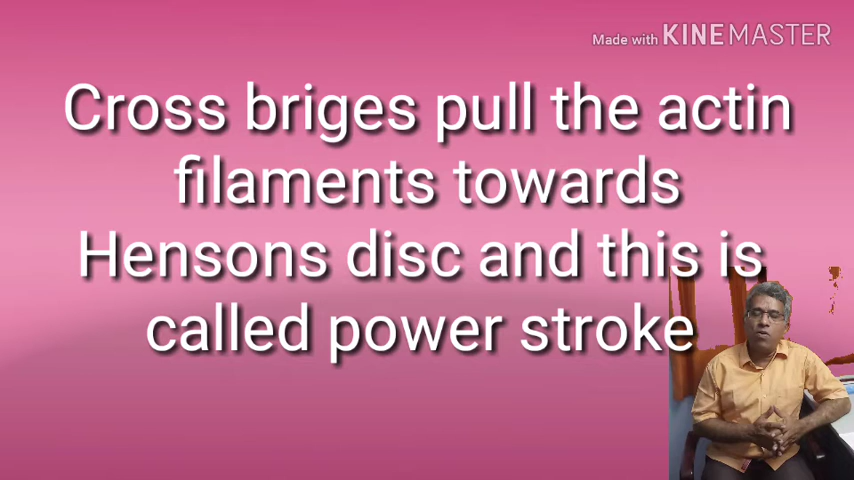 Made with KINEMASTER
Cross briges pull the actin
filaments towards
Hensons disc and this is
called power stroke